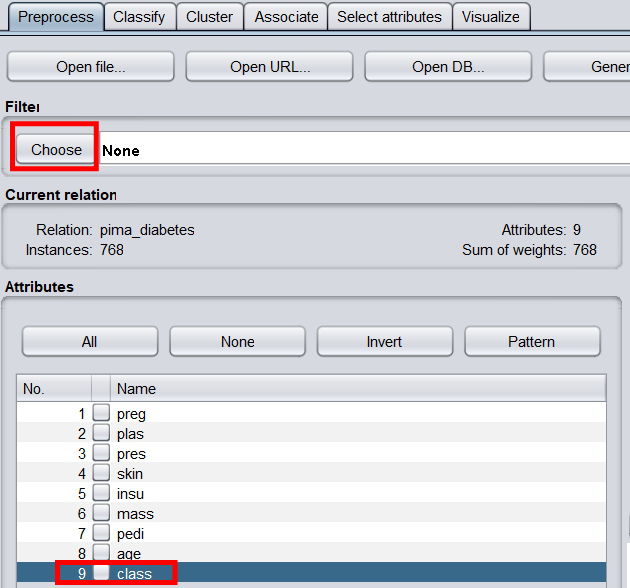 Preprocess Classify Cluster Associate Select attributes Visualize
Open file... Open URL... Open DB... Gener
Filter
Choose None
Current relation
Relation: pima_diabetes Attributes: 9
Instances: 768 Sum of weights: 768
Attributes
All None Invert Pattern
No. Name
1 preg
2 plas
3 pres
4 skin
5 insu
6 mass
7 pedi
8 age
9 class